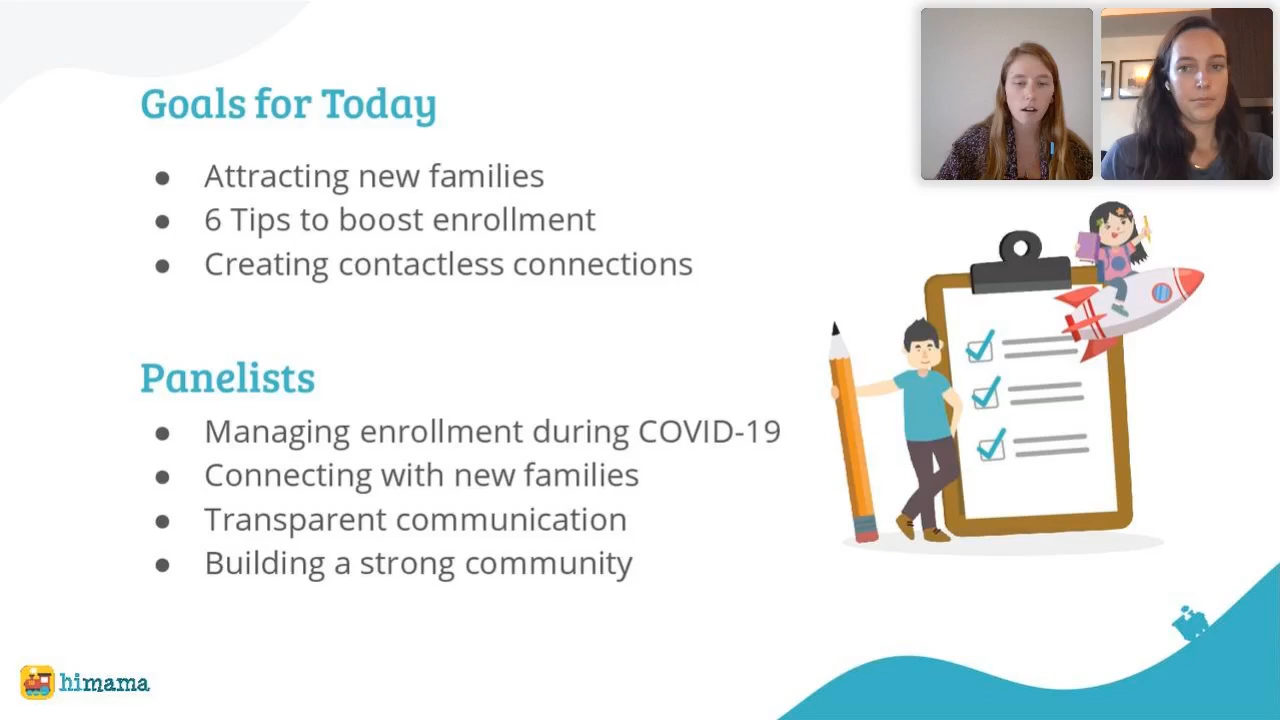 Goals for Today
● Attracting new families
● 6 Tips to boost enrollment
● Creating contactless connections
Panelists
● Managing enrollment during COVID-19
● Connecting with new families
● Transparent communication
● Building a strong community
himama